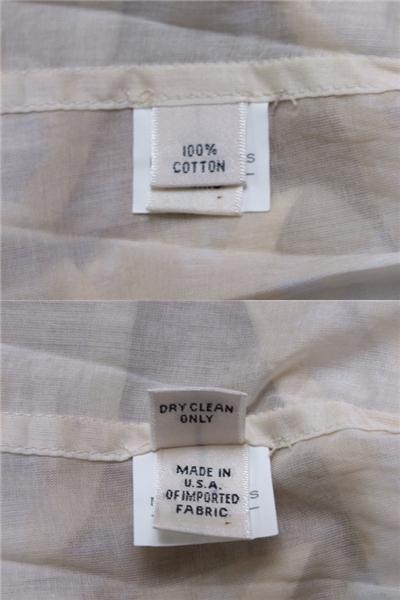 100%
COTTON
S
DRY CLEAN
ONLY
MADE IN
U.S.A.
OF IMPORTED
FABRIC
S